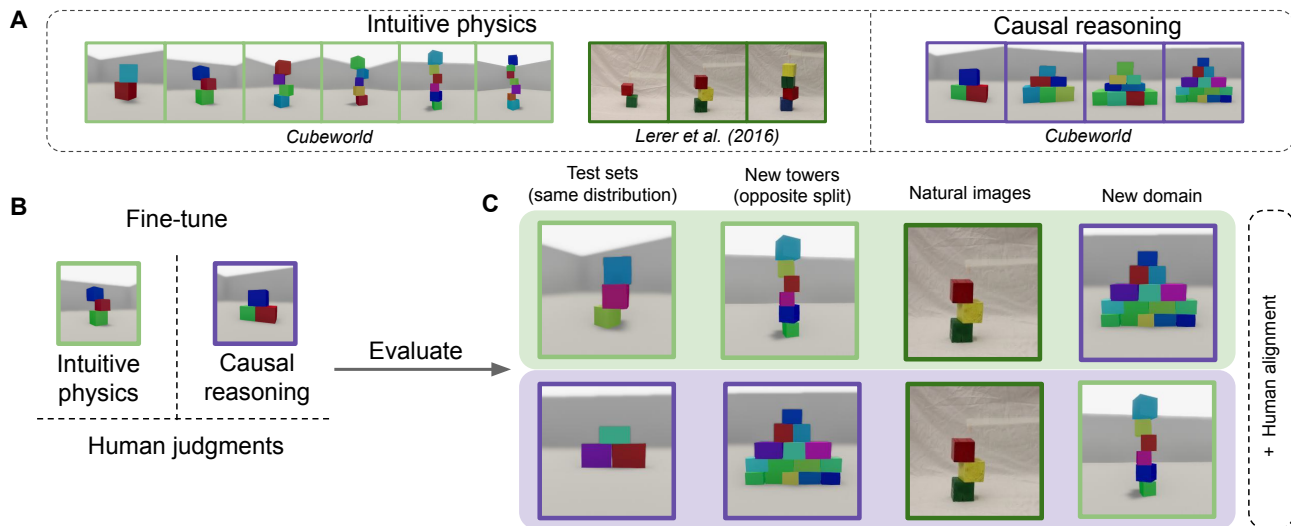 A
Intuitive physics
Causal reasoning
Cubeworld
Lerer et al. (2016)
Cubeworld
B
Fine-tune
Intuitive
physics
Causal
reasoning
Human judgments
Evaluate
C
Test sets
(same distribution)
New towers
(opposite split)
Natural images
New domain
+ Human alignment